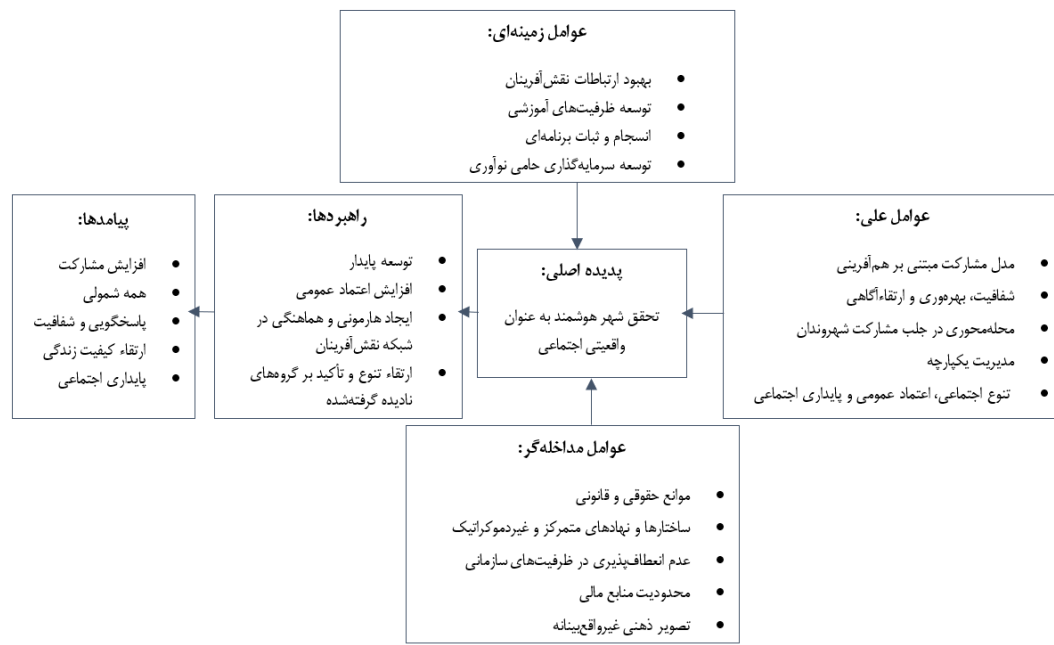 عوامل زمینه‌ای:
• بهبود ارتباطات نقش‌آفرینان
• توسعه ظرفیت‌های آموزشی
• انسجام و ثبات برنامه‌ای
• توسعه سرمایه‌گذاری حامی نوآوری
عوامل علی:
• مدل مشارکت مبتنی بر هم‌آفرینی
• شفافیت، بهره‌وری و ارتقاءآگاهی
• محله‌محوری در جلب مشارکت شهروندان
• مدیریت یکپارچه
• تنوع اجتماعی، اعتماد عمومی و پایداری اجتماعی
پدیده اصلی:
تحقق شهر هوشمند به عنوان
واقعیتی اجتماعی
راهبردها:
• توسعه پایدار
• افزایش اعتماد عمومی
• ایجاد هارمونی و هماهنگی در
شبکه نقش‌آفرینان
• ارتقاء تنوع و تأکید بر گروه‌های
نادیده گرفته‌شده
پیامدها:
• افزایش مشارکت
• همه شمولی
• پاسخگویی و شفافیت
• ارتقاء کیفیت زندگی
• پایداری اجتماعی
عوامل مداخله‌گر:
• موانع حقوقی و قانونی
• ساختارها و نهادهای متمرکز و غیردموکراتیک
• عدم انعطاف‌پذیری در ظرفیت‌های سازمانی
• محدودیت منابع مالی
• تصویر ذهنی غیرواقع‌بینانه